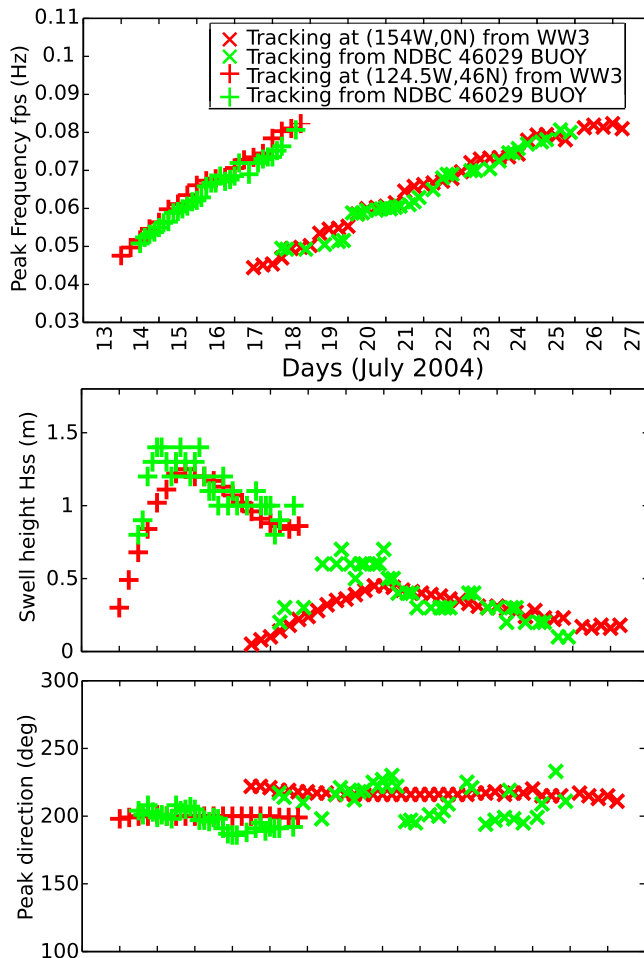 0.11
0.1
0.09
0.08
0.07
0.06
0.05
0.04
0.03
Peak Frequency fps (Hz)
Tracking at (154W,0N) from WW3
Tracking from NDBC 46029 BUOY
Tracking at (124.5W,46N) from WW3
Tracking from NDBC 46029 BUOY
13 14 15 16 17 18 19 20 21 22 23 24 25 26 27
Days (July 2004)
1.5
1
0.5
0
Swell height Hss (m)
300
250
200
150
100
Peak direction (deg)